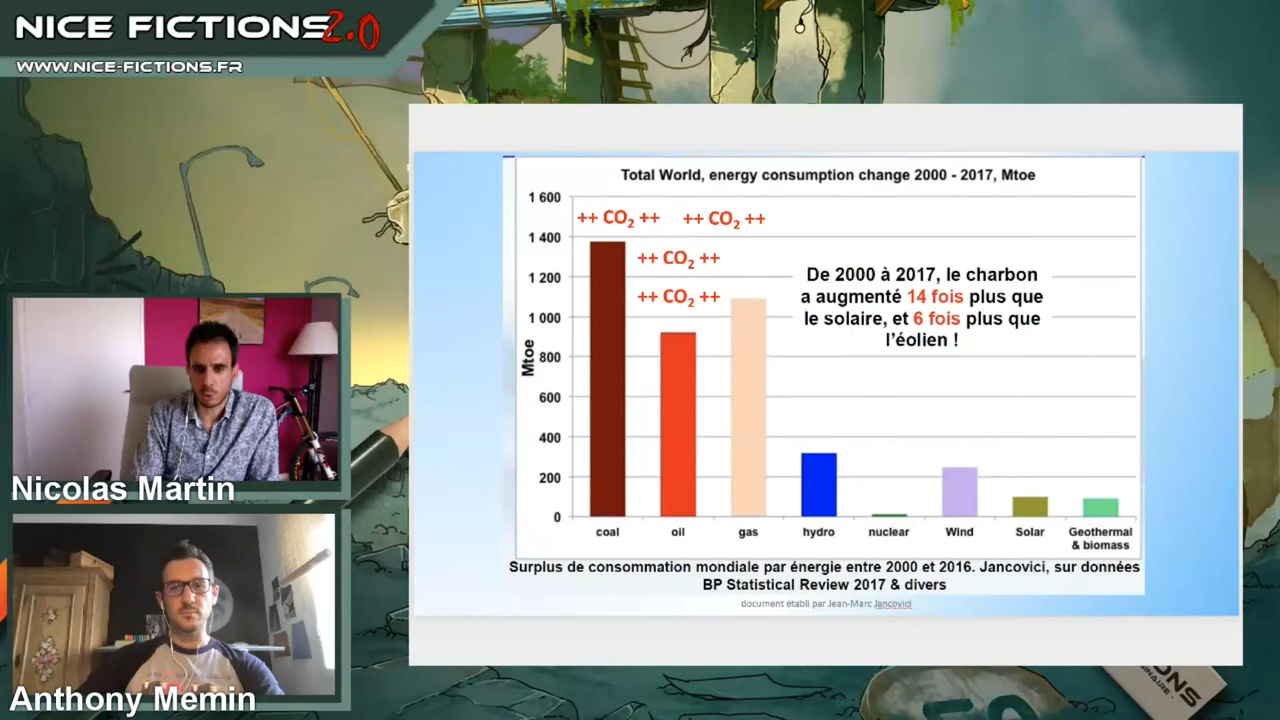 NICE FICTIONS 2.0
WWW.NICE-FICTIONS.FR
Total World, energy consumption change 2000 - 2017, Mtoe
1 600
1 400
1 200
1 000
800
600
400
200
0
Mtoe
++ CO2 ++ ++ CO2 ++
++ CO2 ++
++ CO2 ++
De 2000 à 2017, le charbon
a augmenté 14 fois plus que
le solaire, et 6 fois plus que
l'éolien !
coal oil gas hydro nuclear Wind Solar Geothermal
& biomass
Surplus de consommation mondiale par énergie entre 2000 et 2016. Jancovici, sur données
BP Statistical Review 2017 & divers
document établi par Jean-Marc Jancovici
Nicolas Martin
Anthony Memin